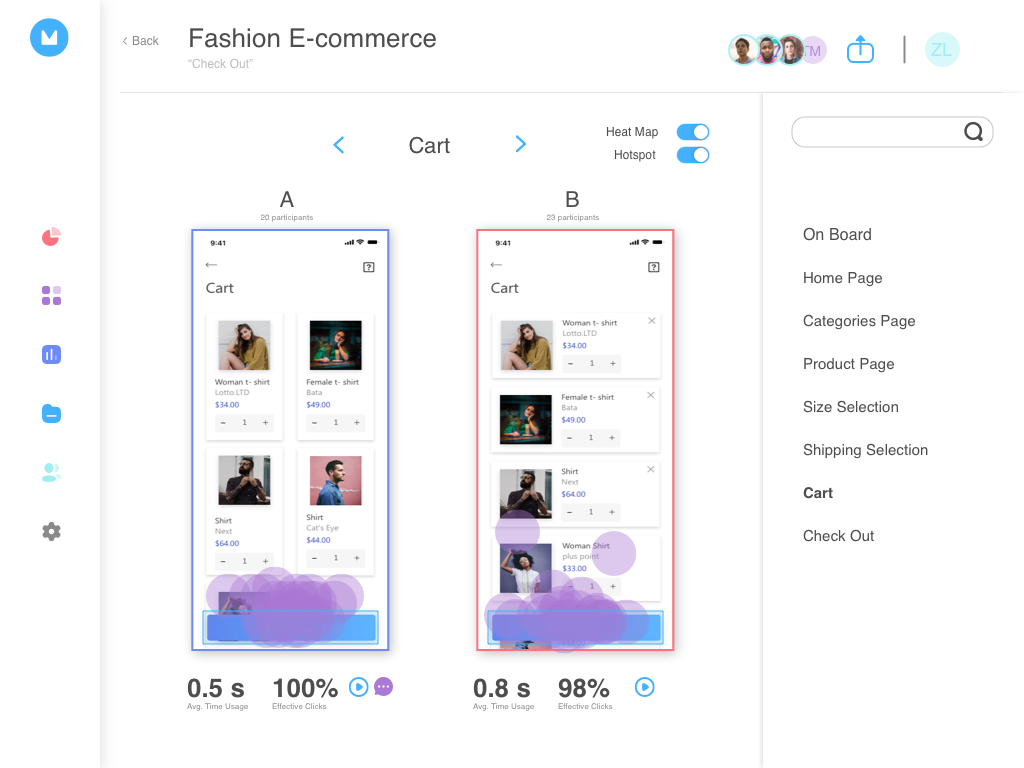 Back
Fashion E-commerce
“Check Out”
TM
ZL
Cart
Heat Map
Hotspot
A
20 participants
B
23 participants
9:41
?
Cart
Woman t- shirt
Lotto.LTD
$34.00
− 1 +
Female t- shirt
Bata
$49.00
− 1 +
Shirt
Next
$64.00
− 1 +
Shirt
Cat's Eye
$44.00
− 1 +
0.5 s
Avg. Time Usage
100%
Effective Clicks
9:41
?
Cart
Woman t- shirt
Lotto.LTD
$34.00
− 1 +
Female t- shirt
Bata
$49.00
− 1 +
Shirt
Next
$64.00
− 1 +
Woman Shirt
plus point
$33.00
1 +
0.8 s
Avg. Time Usage
98%
Effective Clicks
On Board
Home Page
Categories Page
Product Page
Size Selection
Shipping Selection
Cart
Check Out